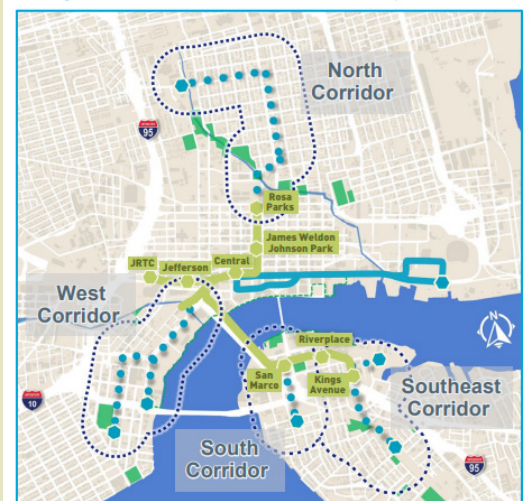 North
Corridor
95
Rosa
Parks
James Weldon
Johnson Park
JRTC
Jefferson
Central
West
Corridor
N
Riverplace
San
Marco
Kings
Avenue
Southeast
Corridor
10
South
Corridor
95